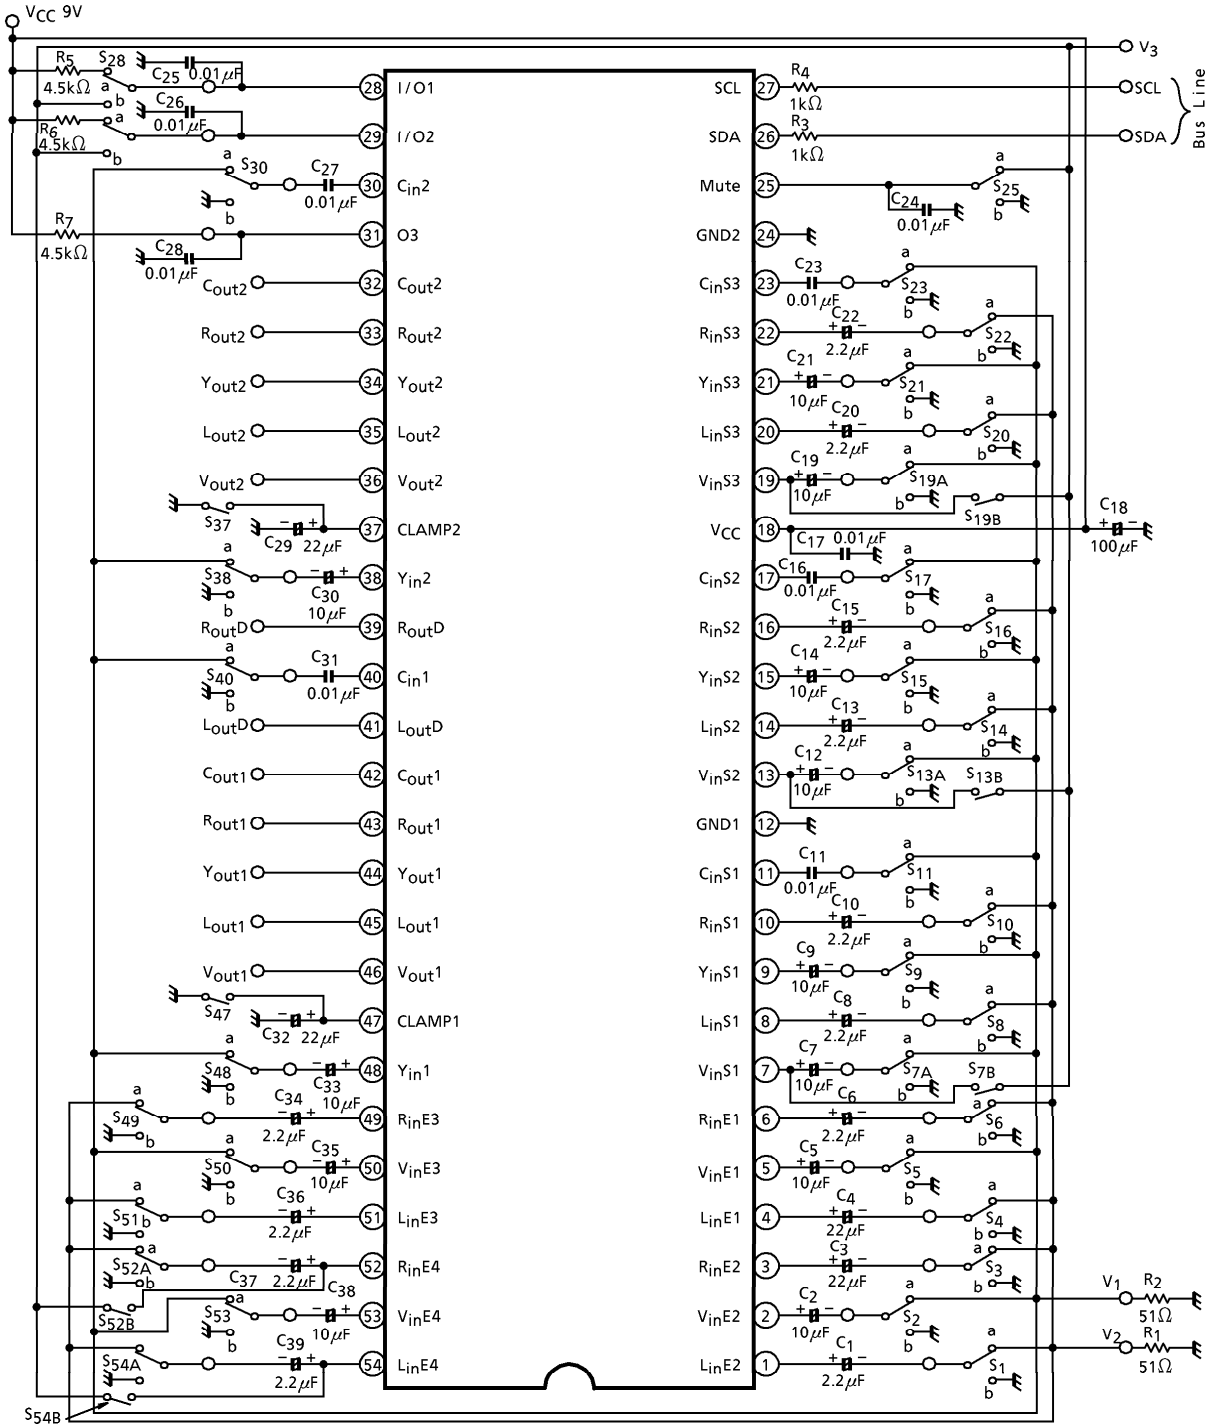 VCC 9V
V3
R5
4.5kΩ
S28
a
b
C25
0.01μF
28
I/O1
SCL
27
R4
1kΩ
SCL
Bus Line
R6
4.5kΩ
a
b
C26
0.01μF
29
I/O2
SDA
26
R3
1kΩ
SDA
a
S30
b
C27
0.01μF
30
Cin2
Mute
25
C24
0.01μF
a
S25
b
R7
4.5kΩ
C28
0.01μF
31
O3
GND2
24
Cout2
32
Cout2
CinS3
23
C23
0.01μF
a
S23
b
Rout2
33
Rout2
RinS3
22
C22
+ −
2.2μF
a
S22
b
Yout2
34
Yout2
YinS3
21
C21
+ −
10μF
a
S21
b
Lout2
35
Lout2
LinS3
20
C20
+ −
2.2μF
a
S20
b
Vout2
36
Vout2
VinS3
19
C19
+ −
10μF
a
S19A
b
S19B
S37
C29
− +
22μF
37
CLAMP2
VCC
18
C17
0.01μF
C18
+ −
100μF
a
S38
b
C30
− +
10μF
38
Yin2
CinS2
17
C16
0.01μF
a
S17
b
RoutD
39
RoutD
RinS2
16
C15
+ −
2.2μF
a
S16
b
a
S40
b
C31
0.01μF
40
Cin1
YinS2
15
C14
+ −
10μF
a
S15
b
LoutD
41
LoutD
LinS2
14
C13
+ −
2.2μF
a
S14
b
Cout1
42
Cout1
VinS2
13
C12
+ −
10μF
a
S13A
b
S13B
Rout1
43
Rout1
GND1
12
Yout1
44
Yout1
CinS1
11
C11
0.01μF
a
S11
b
Lout1
45
Lout1
RinS1
10
C10
+ −
2.2μF
a
S10
b
Vout1
46
Vout1
YinS1
9
C9
+ −
10μF
a
S9
b
S47
C32
− +
22μF
47
CLAMP1
LinS1
8
C8
+ −
2.2μF
a
S8
b
a
S48
b
C33
− +
10μF
48
Yin1
VinS1
7
C7
+ −
10μF
a
S7A
b
S7B
a
S49
b
C34
− +
2.2μF
49
RinE3
RinE1
6
C6
+ −
2.2μF
a
S6
b
a
S50
b
C35
− +
10μF
50
VinE3
VinE1
5
C5
+ −
10μF
a
S5
b
a
S51
b
C36
− +
2.2μF
51
LinE3
LinE1
4
C4
+ −
22μF
a
S4
b
a
S52A
b
C37
− +
2.2μF
52
RinE4
RinE2
3
C3
+ −
22μF
a
S3
b
S52B
a
S53
b
C38
− +
10μF
53
VinE4
VinE2
2
C2
+ −
10μF
a
S2
b
V1
R2
51Ω
S54A
C39
− +
2.2μF
54
LinE4
LinE2
1
C1
+ −
2.2μF
a
S1
b
V2
R1
51Ω
S54B